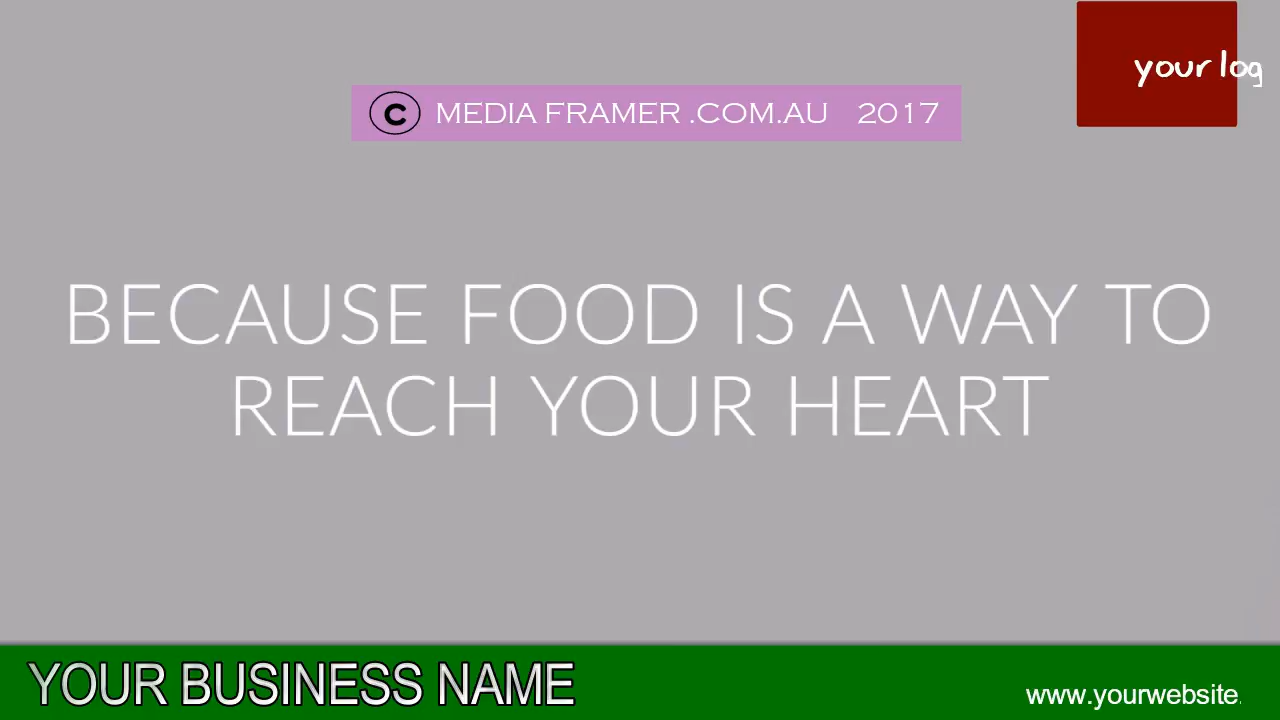 your log
© MEDIA FRAMER .COM.AU 2017
BECAUSE FOOD IS A WAY TO
REACH YOUR HEART
YOUR BUSINESS NAME
www.yourwebsite.